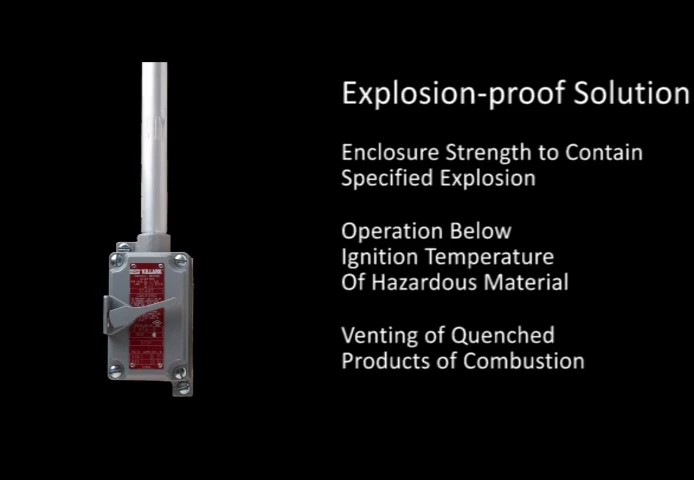 Explosion-proof Solution
Enclosure Strength to Contain
Specified Explosion
Operation Below
Ignition Temperature
Of Hazardous Material
Venting of Quenched
Products of Combustion
KILLARK